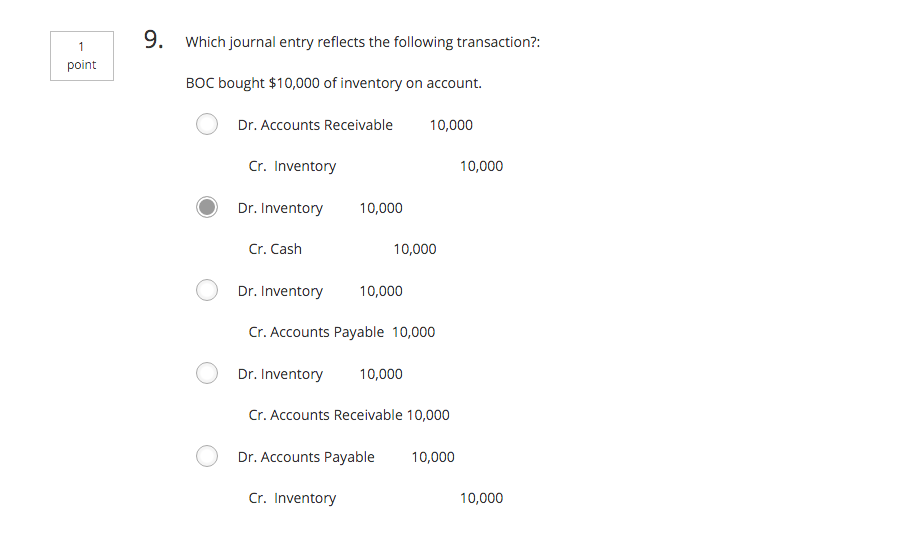 1
point
9.
Which journal entry reflects the following transaction?:
BOC bought $10,000 of inventory on account.
Dr. Accounts Receivable 10,000
Cr. Inventory 10,000
Dr. Inventory 10,000
Cr. Cash 10,000
Dr. Inventory 10,000
Cr. Accounts Payable 10,000
Dr. Inventory 10,000
Cr. Accounts Receivable 10,000
Dr. Accounts Payable 10,000
Cr. Inventory 10,000